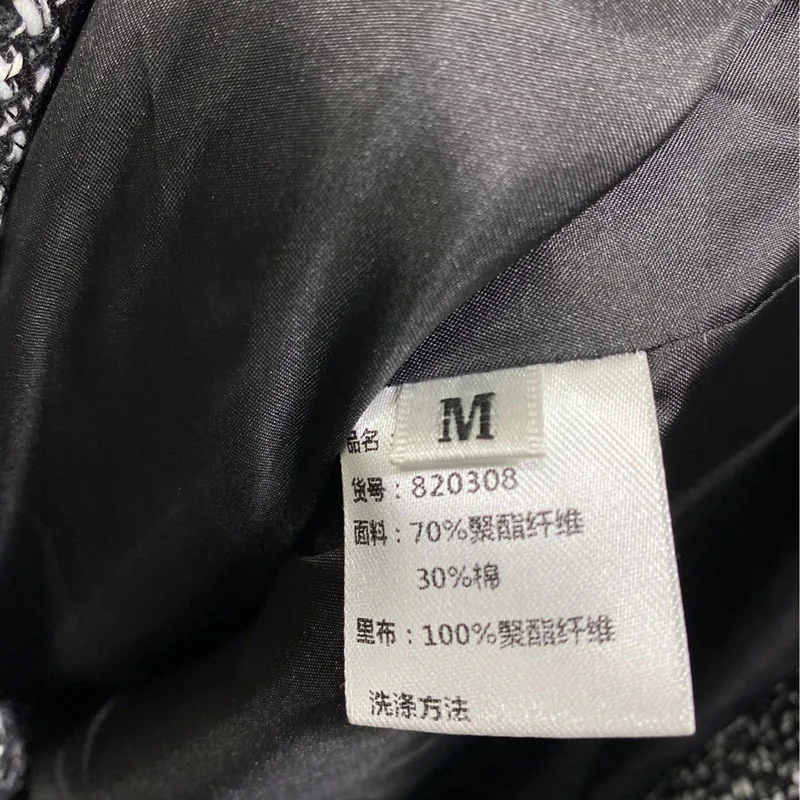 M
品名：
货号：820308
面料：70%聚酯纤维
30%棉
里布：100%聚酯纤维
洗涤方法